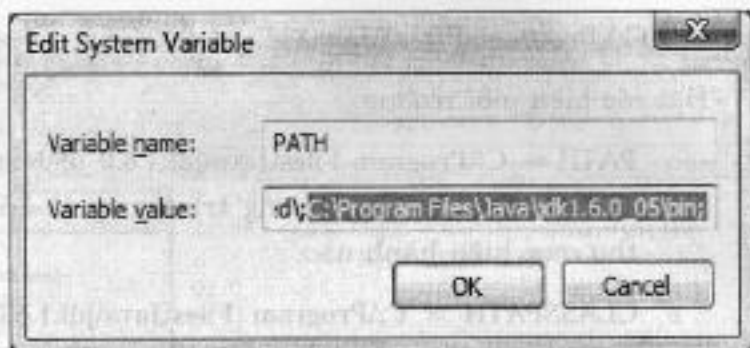 Edit System Variable
Variable name:
PATH
Variable value:
d\;C:\Program Files\Java\jdk1.6.0_05\bin;
OK
Cancel